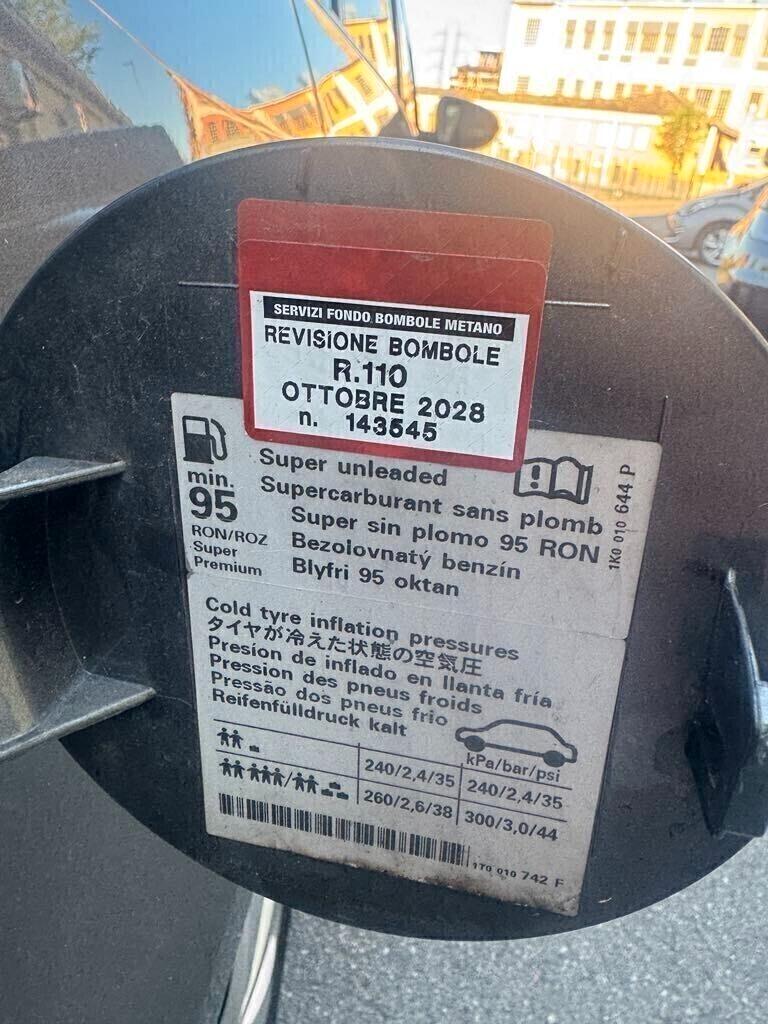 SERVIZI FONDO BOMBOLE METANO
REVISIONE BOMBOLE
R.110
OTTOBRE 2028
n. 143545
min.
95
RON/ROZ
Super
Premium
Super unleaded
Supercarburant sans plomb
Super sin plomo 95 RON
Bezolovnatý benzín
Blyfri 95 oktan
1K0 010 644 P
Cold tyre inflation pressures
タイヤが冷えた状態の空気圧
Presíon de inflado en llanta fría
Pression des pneus froids
Pressão dos pneus frio
Reifenfülldruck kalt
kPa/bar/psi
240/2,4/35 240/2,4/35
260/2,6/38 300/3,0/44
1T0 010 742 F